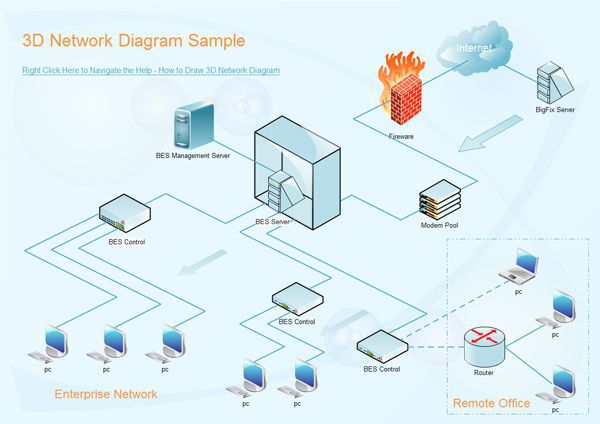 3D Network Diagram Sample
Right Click Here to Navigate the Help - How to Draw 3D Network Diagram
Internet
BigFix Server
Fireware
BES Management Server
BES Server
Modem Pool
BES Control
pc
BES Control
pc
BES Control
Router
pc
pc
pc
pc
pc
pc
Enterprise Network
pc
Remote Office